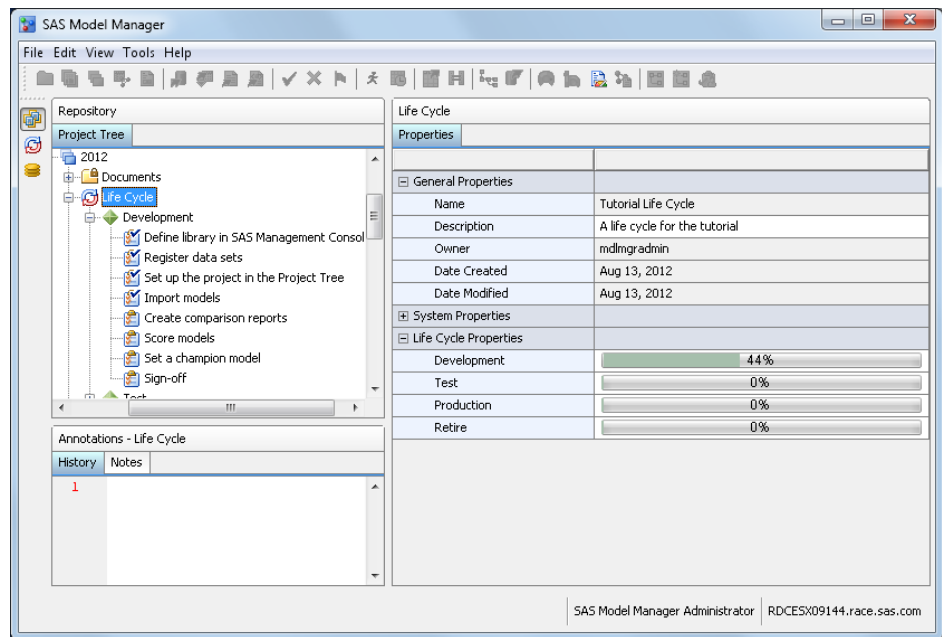 SAS Model Manager
File Edit View Tools Help
Repository
Project Tree
2012
Documents
Life Cycle
Development
Define library in SAS Management Consol
Register data sets
Set up the project in the Project Tree
Import models
Create comparison reports
Score models
Set a champion model
Sign-off
Test
Annotations - Life Cycle
History Notes
1
Life Cycle
Properties
General Properties
Name Tutorial Life Cycle
Description A life cycle for the tutorial
Owner mdlmgradmin
Date Created Aug 13, 2012
Date Modified Aug 13, 2012
System Properties
Life Cycle Properties
Development 44%
Test 0%
Production 0%
Retire 0%
SAS Model Manager Administrator RDCESX09144.race.sas.com